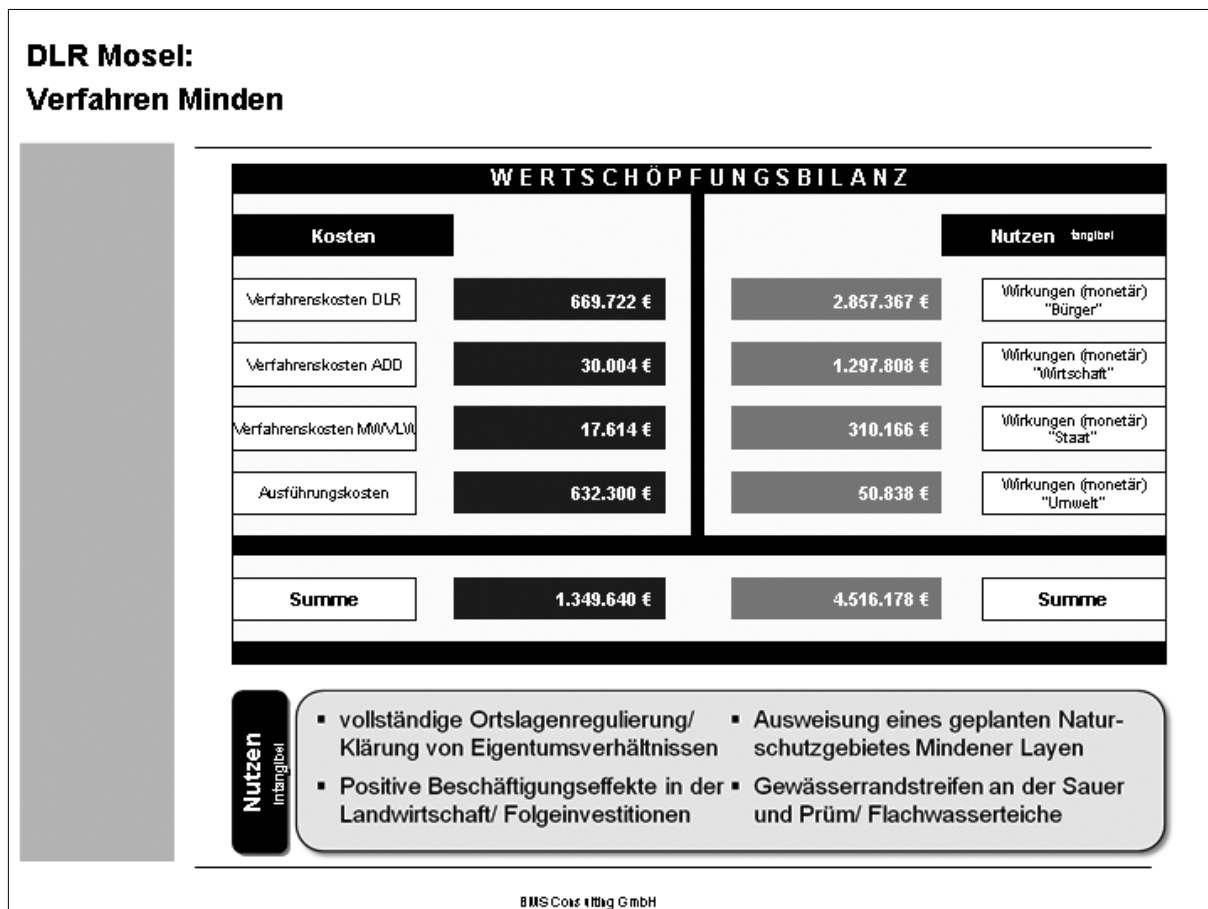 DLR Mosel:
Verfahren Minden
WERTSCHÖPFUNGSBILANZ
Kosten
Nutzen tangibel
Verfahrenskosten DLR 669.722 € 2.857.367 € Wirkungen (monetär)
"Bürger"
Verfahrenskosten ADD 30.004 € 1.297.808 € Wirkungen (monetär)
"Wirtschaft"
Verfahrenskosten MWVLW 17.614 € 310.166 € Wirkungen (monetär)
"Staat"
Ausführungskosten 632.300 € 50.838 € Wirkungen (monetär)
"Umwelt"
Summe 1.349.640 € 4.516.178 € Summe
Nutzen
Intangibel
▪ vollständige Ortslagenregulierung/
Klärung von Eigentumsverhältnissen
▪ Positive Beschäftigungseffekte in der
Landwirtschaft/ Folgeinvestitionen
▪ Ausweisung eines geplanten Natur-
schutzgebietes Mindener Layen
▪ Gewässerrandstreifen an der Sauer
und Prüm/ Flachwasserteiche
BMS Consulting GmbH